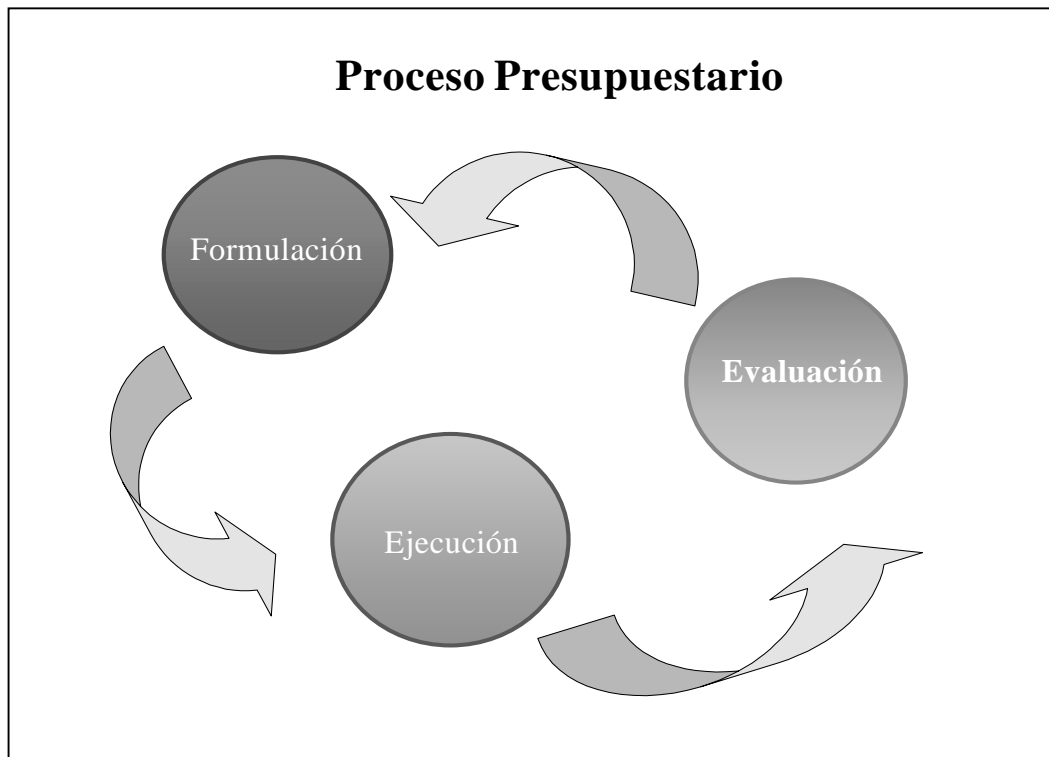 Proceso Presupuestario
Formulación
Evaluación
Ejecución